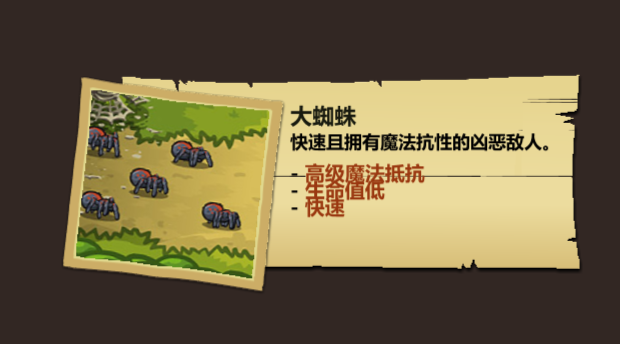 大蜘蛛
快速且拥有魔法抗性的凶恶敌人。
- 高级魔法抵抗
- 生命值低
- 快速